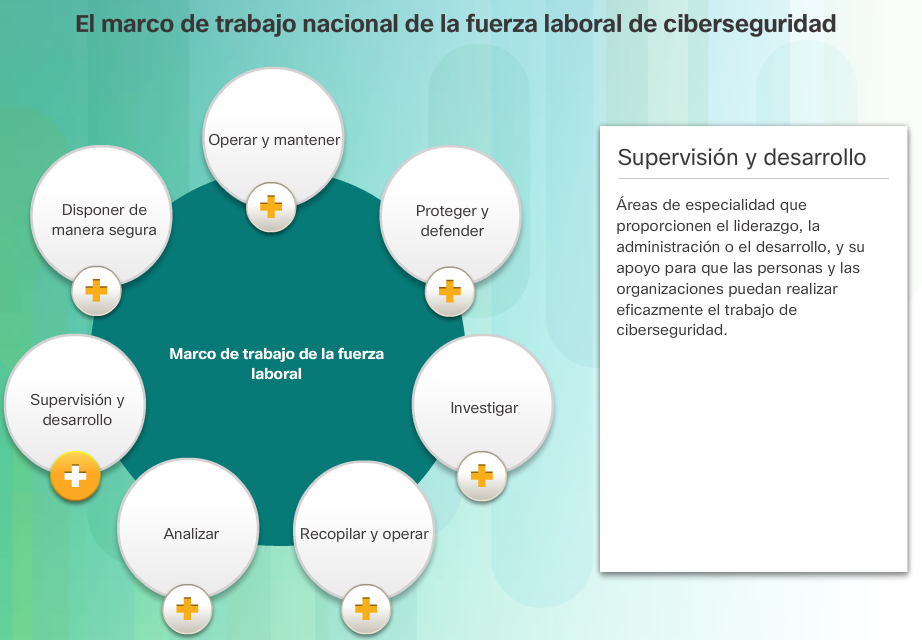 El marco de trabajo nacional de la fuerza laboral de ciberseguridad
Operar y mantener
Disponer de
manera segura
Proteger y
defender
Marco de trabajo de la fuerza
laboral
Supervisión y
desarrollo
Investigar
Analizar
Recopilar y operar
Supervisión y desarrollo
Áreas de especialidad que
proporcionen el liderazgo, la
administración o el desarrollo, y su
apoyo para que las personas y las
organizaciones puedan realizar
eficazmente el trabajo de
ciberseguridad.